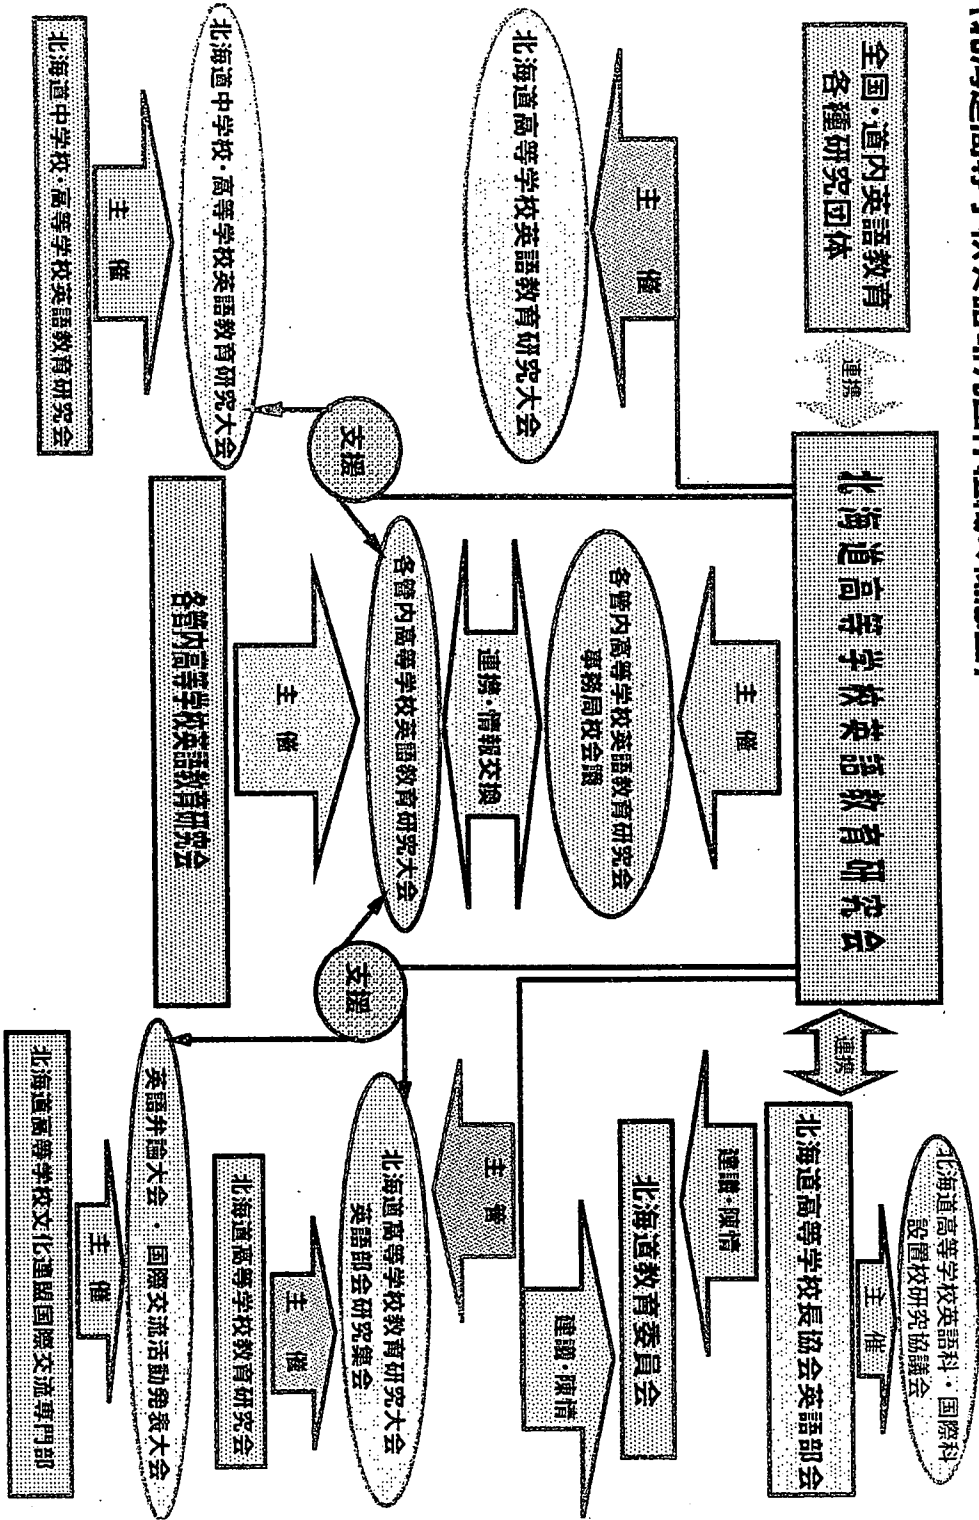 全国・道内英語教育
各種研究団体
連携
北海道高等学校英語教育研究会
連携
北海道高等学校英語科・国際科
設置校研究協議会
主催
北海道高等学校長協会英語部会
建議・陳情
北海道教育委員会
建議・陳情
主催
北海道高等学校英語教育研究大会
主催
各管内高等学校英語教育研究会
事務局校会議
連携・情報交換
各管内高等学校英語教育研究大会
主催
各管内高等学校英語教育研究会
支援
支援
主管
北海道高等学校教育研究大会
英語部会研究集会
主催
北海道高等学校教育研究会
北海道中学校・高等学校英語教育研究大会
主催
北海道中学校・高等学校英語教育研究会
英語弁論大会・国際交流活動発表大会
主催
北海道高等学校文化連盟国際交流専門部